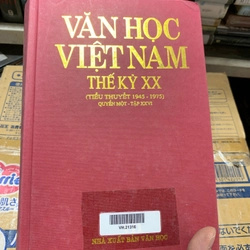 VĂN HỌC
VIỆT NAM
THẾ KỶ XX
(TIỂU THUYẾT 1945 - 1975)
QUYỂN MỘT - TẬP XXVI
NHÀ XUẤT BẢN VĂN HỌC